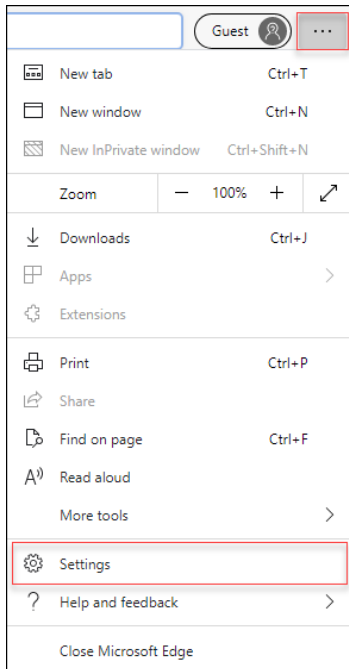 Guest ...
New tab Ctrl+T
New window Ctrl+N
New InPrivate window Ctrl+Shift+N
Zoom — 100% +
Downloads Ctrl+J
Apps
Extensions
Print Ctrl+P
Share
Find on page Ctrl+F
Read aloud
More tools
Settings
Help and feedback
Close Microsoft Edge